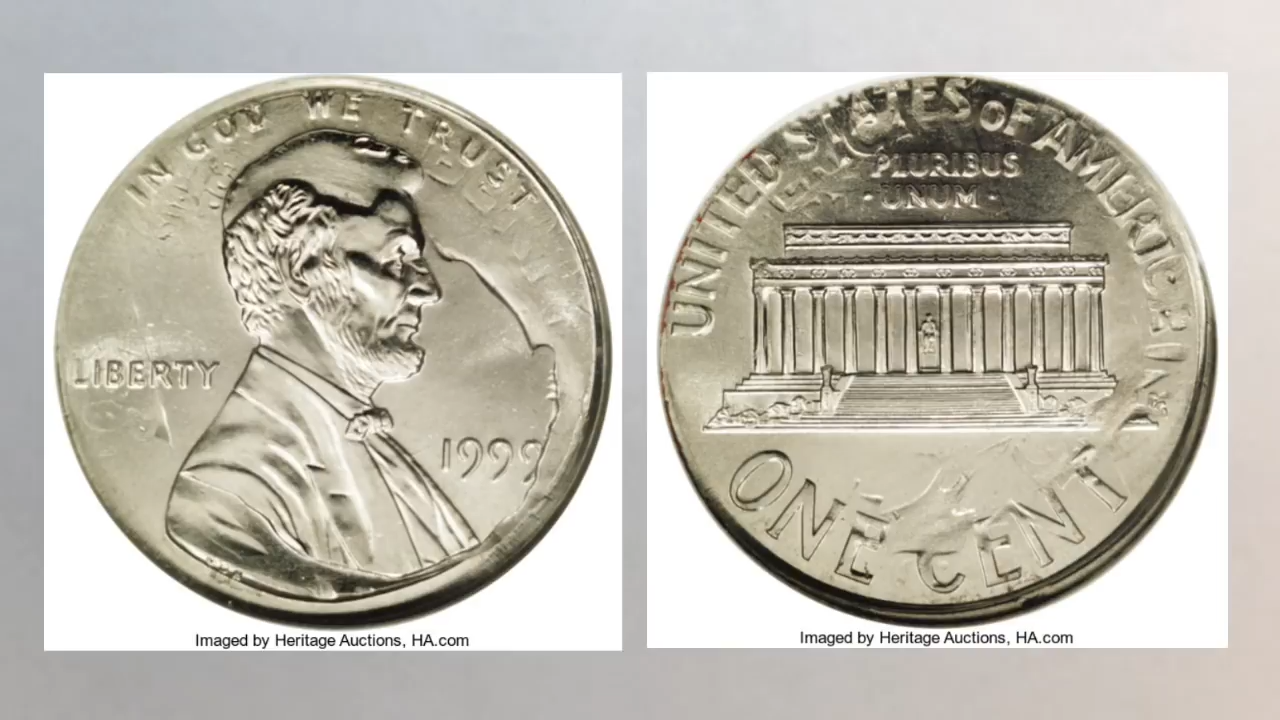 IN GOD WE TRUST
LIBERTY
1999
Imaged by Heritage Auctions, HA.com
UNITED STATES OF AMERICA
PLURIBUS
· UNUM ·
ONE CENT
Imaged by Heritage Auctions, HA.com